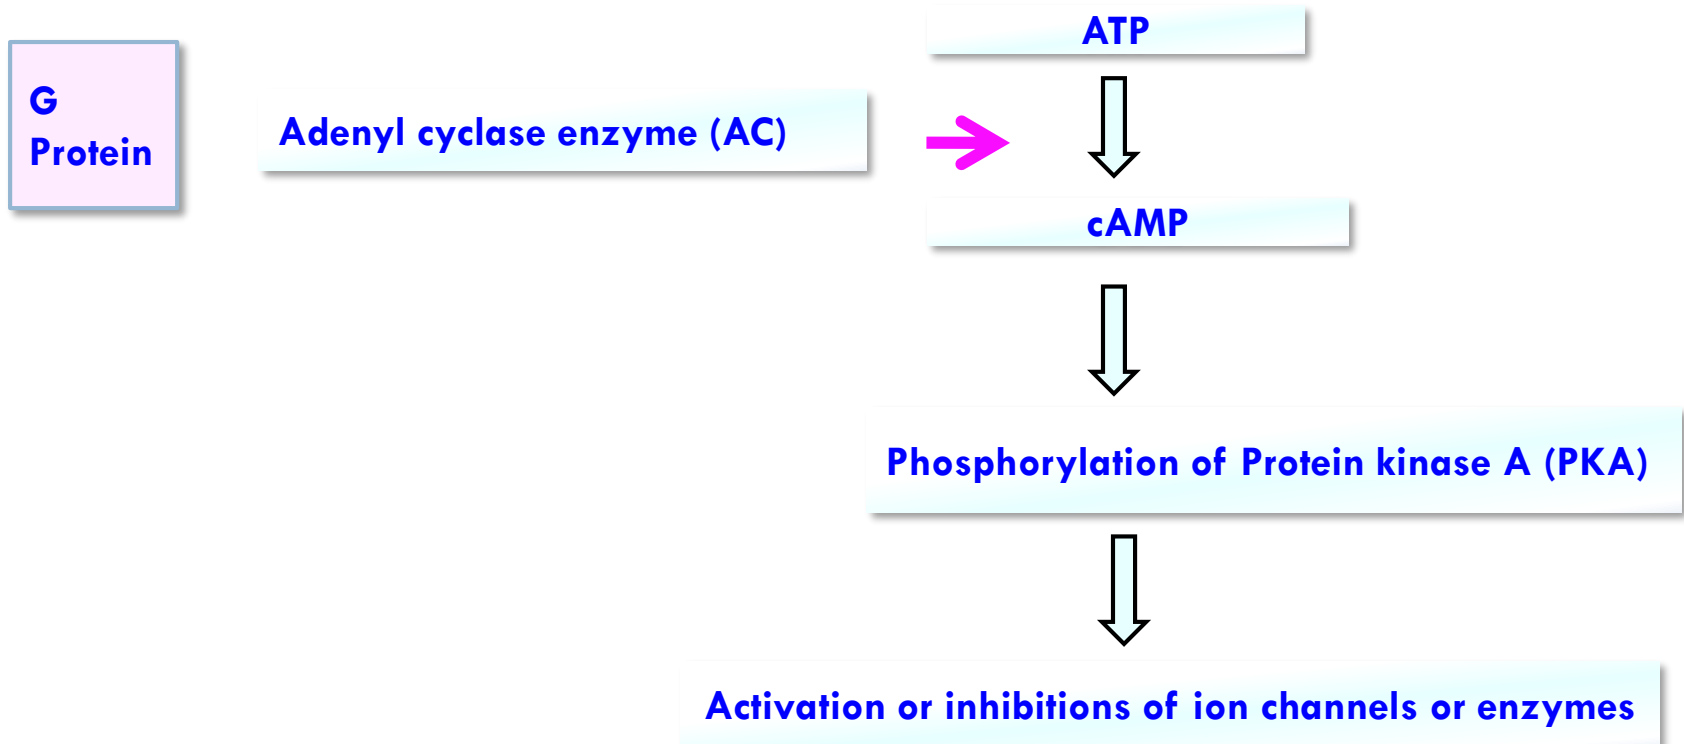 G
Protein
Adenyl cyclase enzyme (AC)
ATP
cAMP
Phosphorylation of Protein kinase A (PKA)
Activation or inhibitions of ion channels or enzymes